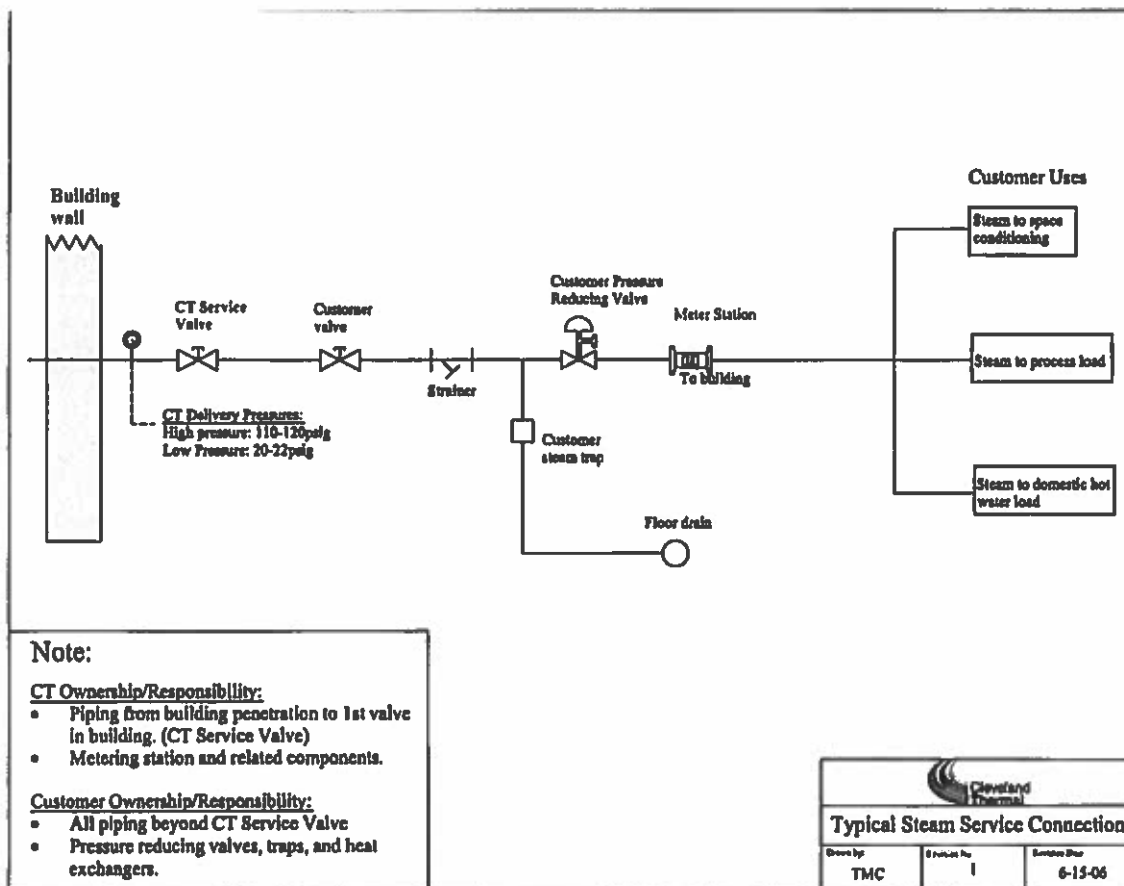 Customer Uses
Building
wall
Steam to space
conditioning
CT Service
Valve
Customer
valve
Customer Pressure
Reducing Valve
Meter Station
Strainer
To building
Steam to process load
CT Delivery Pressures:
High pressure: 110-120psig
Low Pressure: 20-22psig
Customer
steam trap
Steam to domestic hot
water load
Floor drain
Note:
CT Ownership/Responsibility:
• Piping from building penetration to 1st valve
in building. (CT Service Valve)
• Metering station and related components.
Customer Ownership/Responsibility:
• All piping beyond CT Service Valve
• Pressure reducing valves, traps, and heat
exchangers.
Cleveland
Thermal
Typical Steam Service Connection
Drawn by:
TMC
1
6-15-06